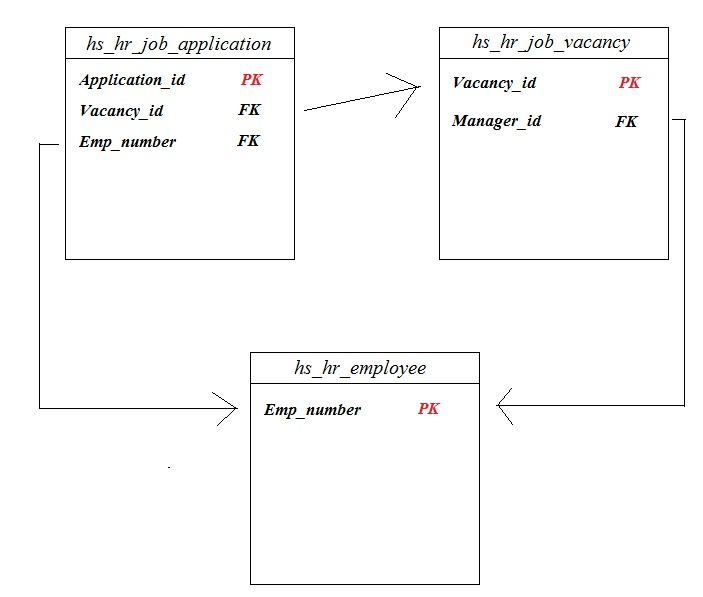 hs_hr_job_application
Application_id PK
Vacancy_id FK
Emp_number FK
hs_hr_job_vacancy
Vacancy_id PK
Manager_id FK
hs_hr_employee
Emp_number PK